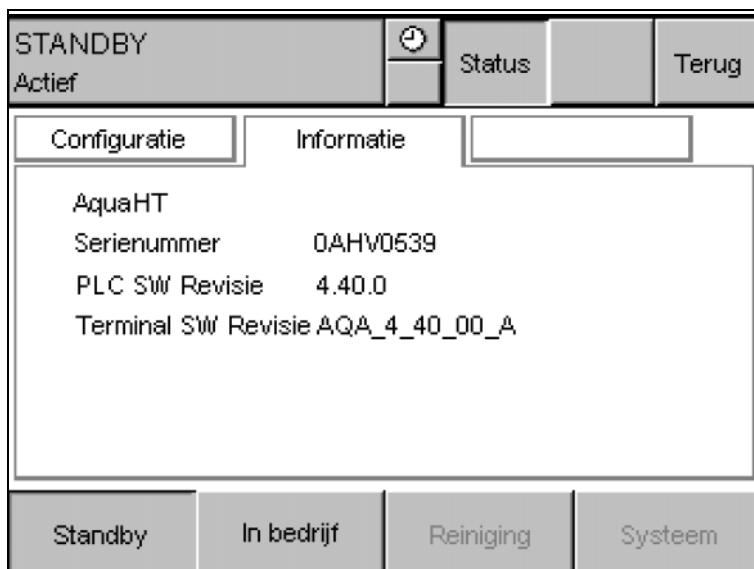 STANDBY
Actief
Status
Terug
Configuratie
Informatie
AquaHT
Serienummer 0AHV0539
PLC SW Revisie 4.40.0
Terminal SW Revisie AQA_4_40_00_A
Standby
In bedrijf
Reiniging
Systeem